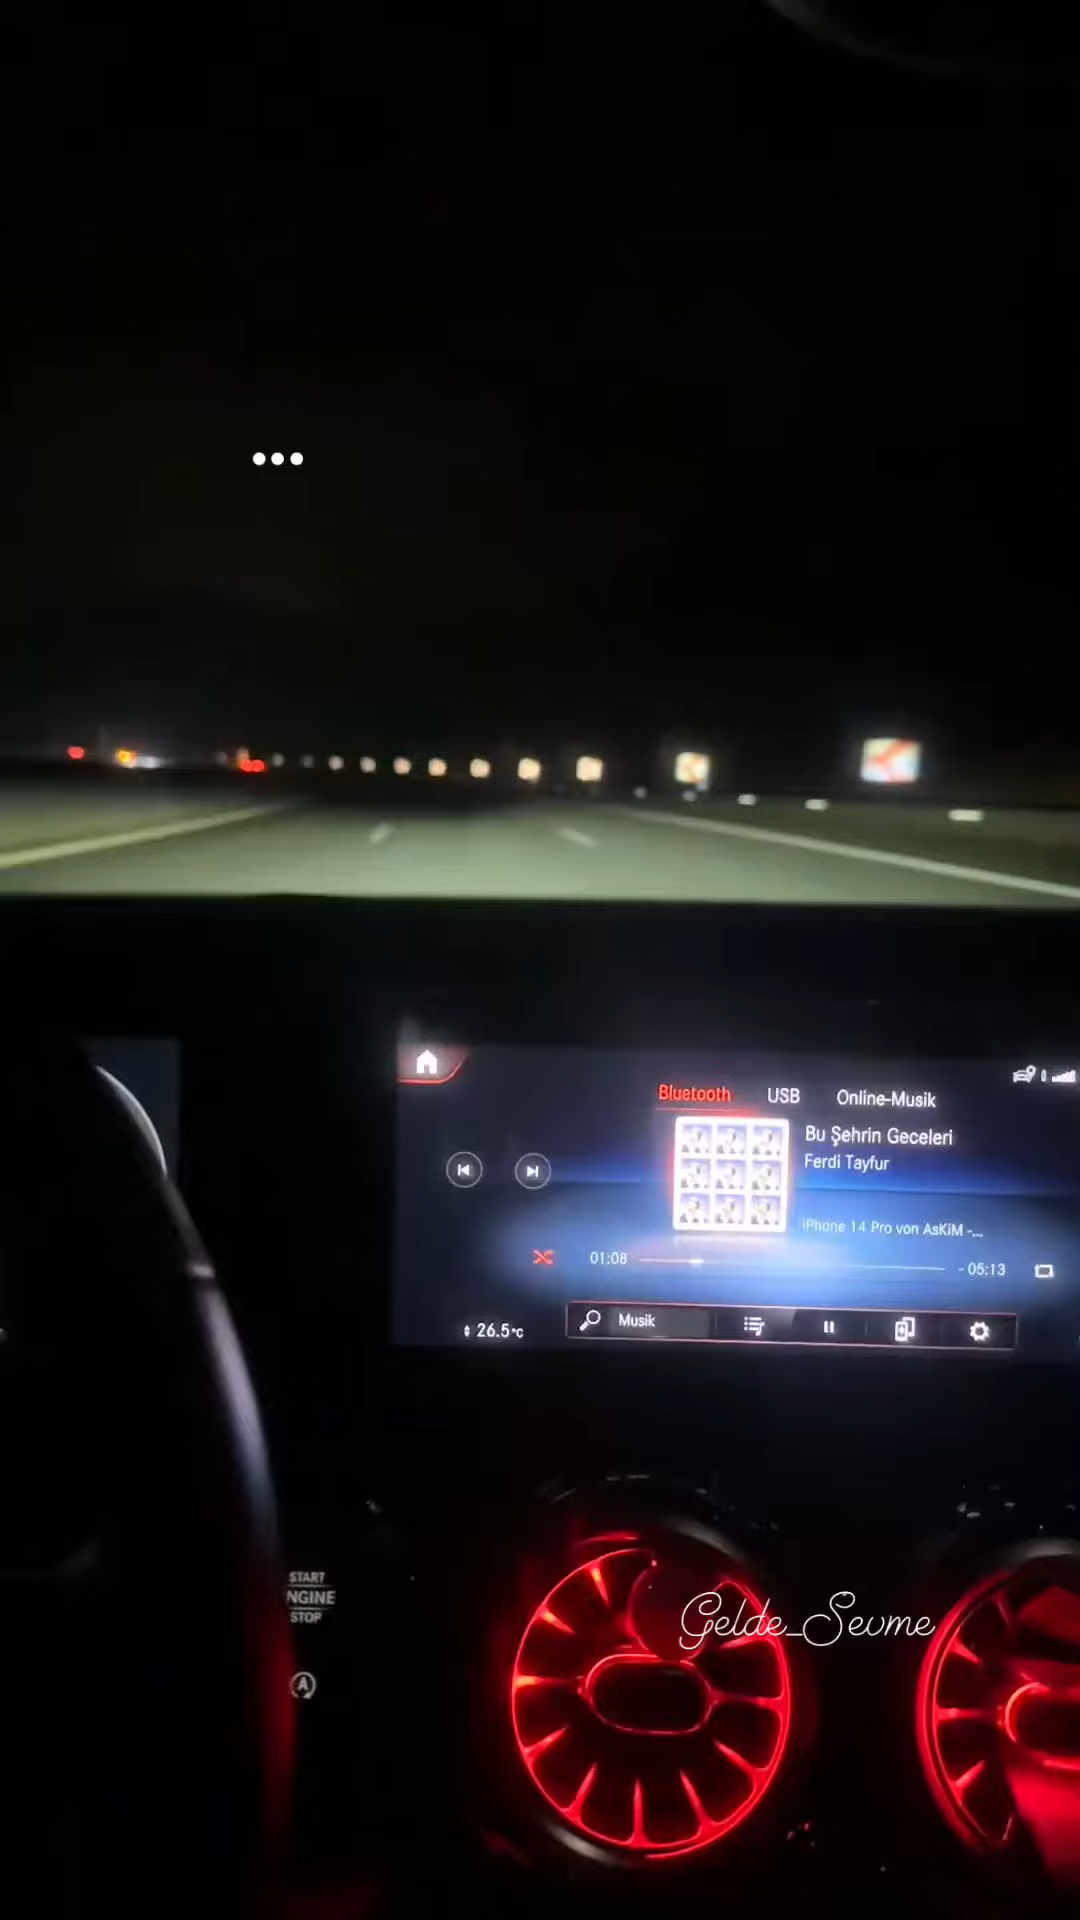 Bluetooth USB Online-Musik
Bu Şehrin Geceleri
Ferdi Tayfur
iPhone 14 Pro von AsKiM -...
01:08 - 05:13
26.5°C
Musik
START
ENGINE
STOP
A
Gelde_Sevme